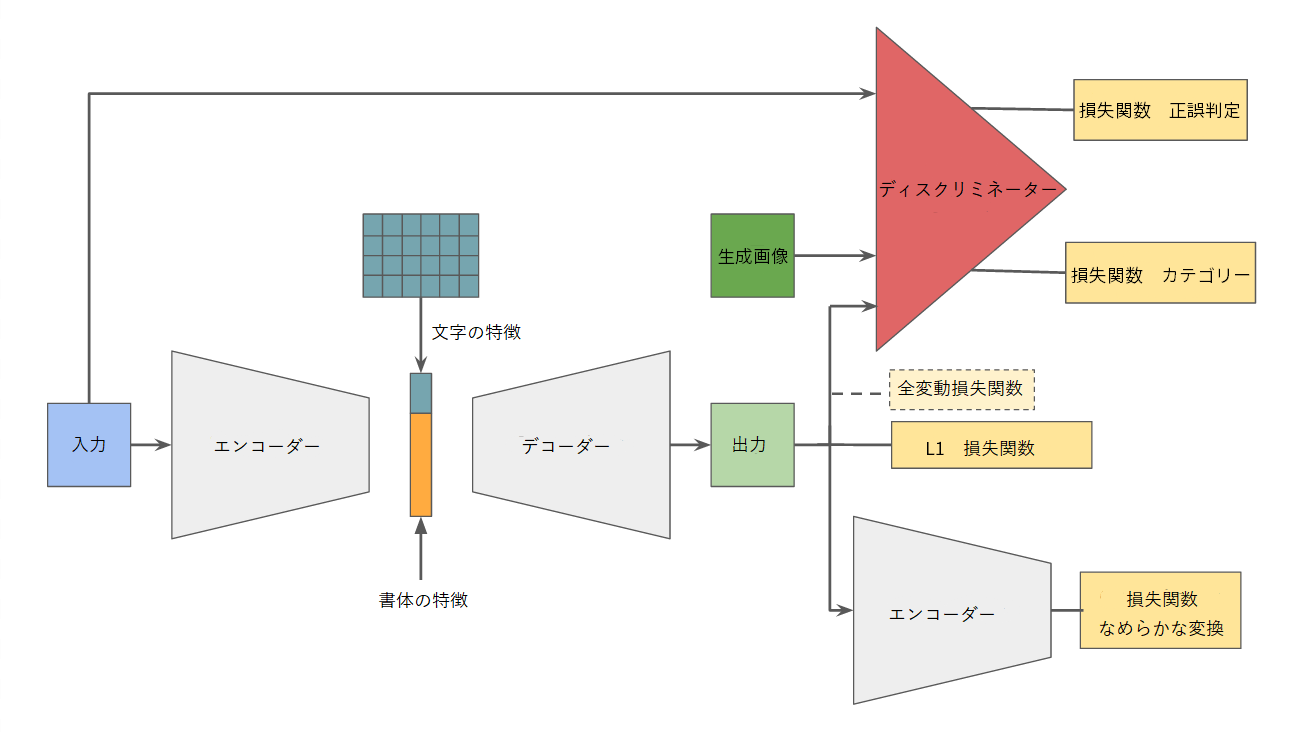 損失関数　正誤判定
ディスクリミネーター
生成画像
損失関数　カテゴリー
文字の特徴
全変動損失関数
入力
エンコーダー
デコーダー
出力
L1　損失関数
書体の特徴
エンコーダー
損失関数
なめらかな変換